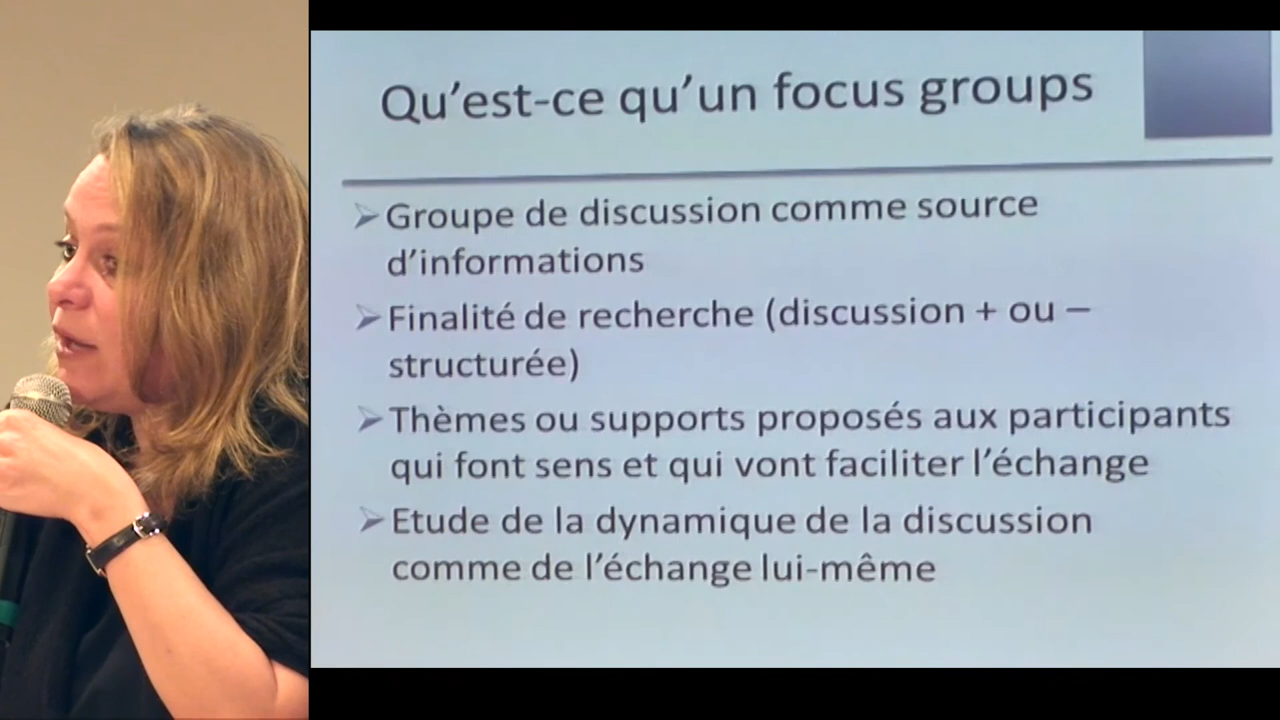 Qu'est-ce qu'un focus groups
Groupe de discussion comme source
d'informations
Finalité de recherche (discussion + ou –
structurée)
Thèmes ou supports proposés aux participants
qui font sens et qui vont faciliter l'échange
Etude de la dynamique de la discussion
comme de l'échange lui-même